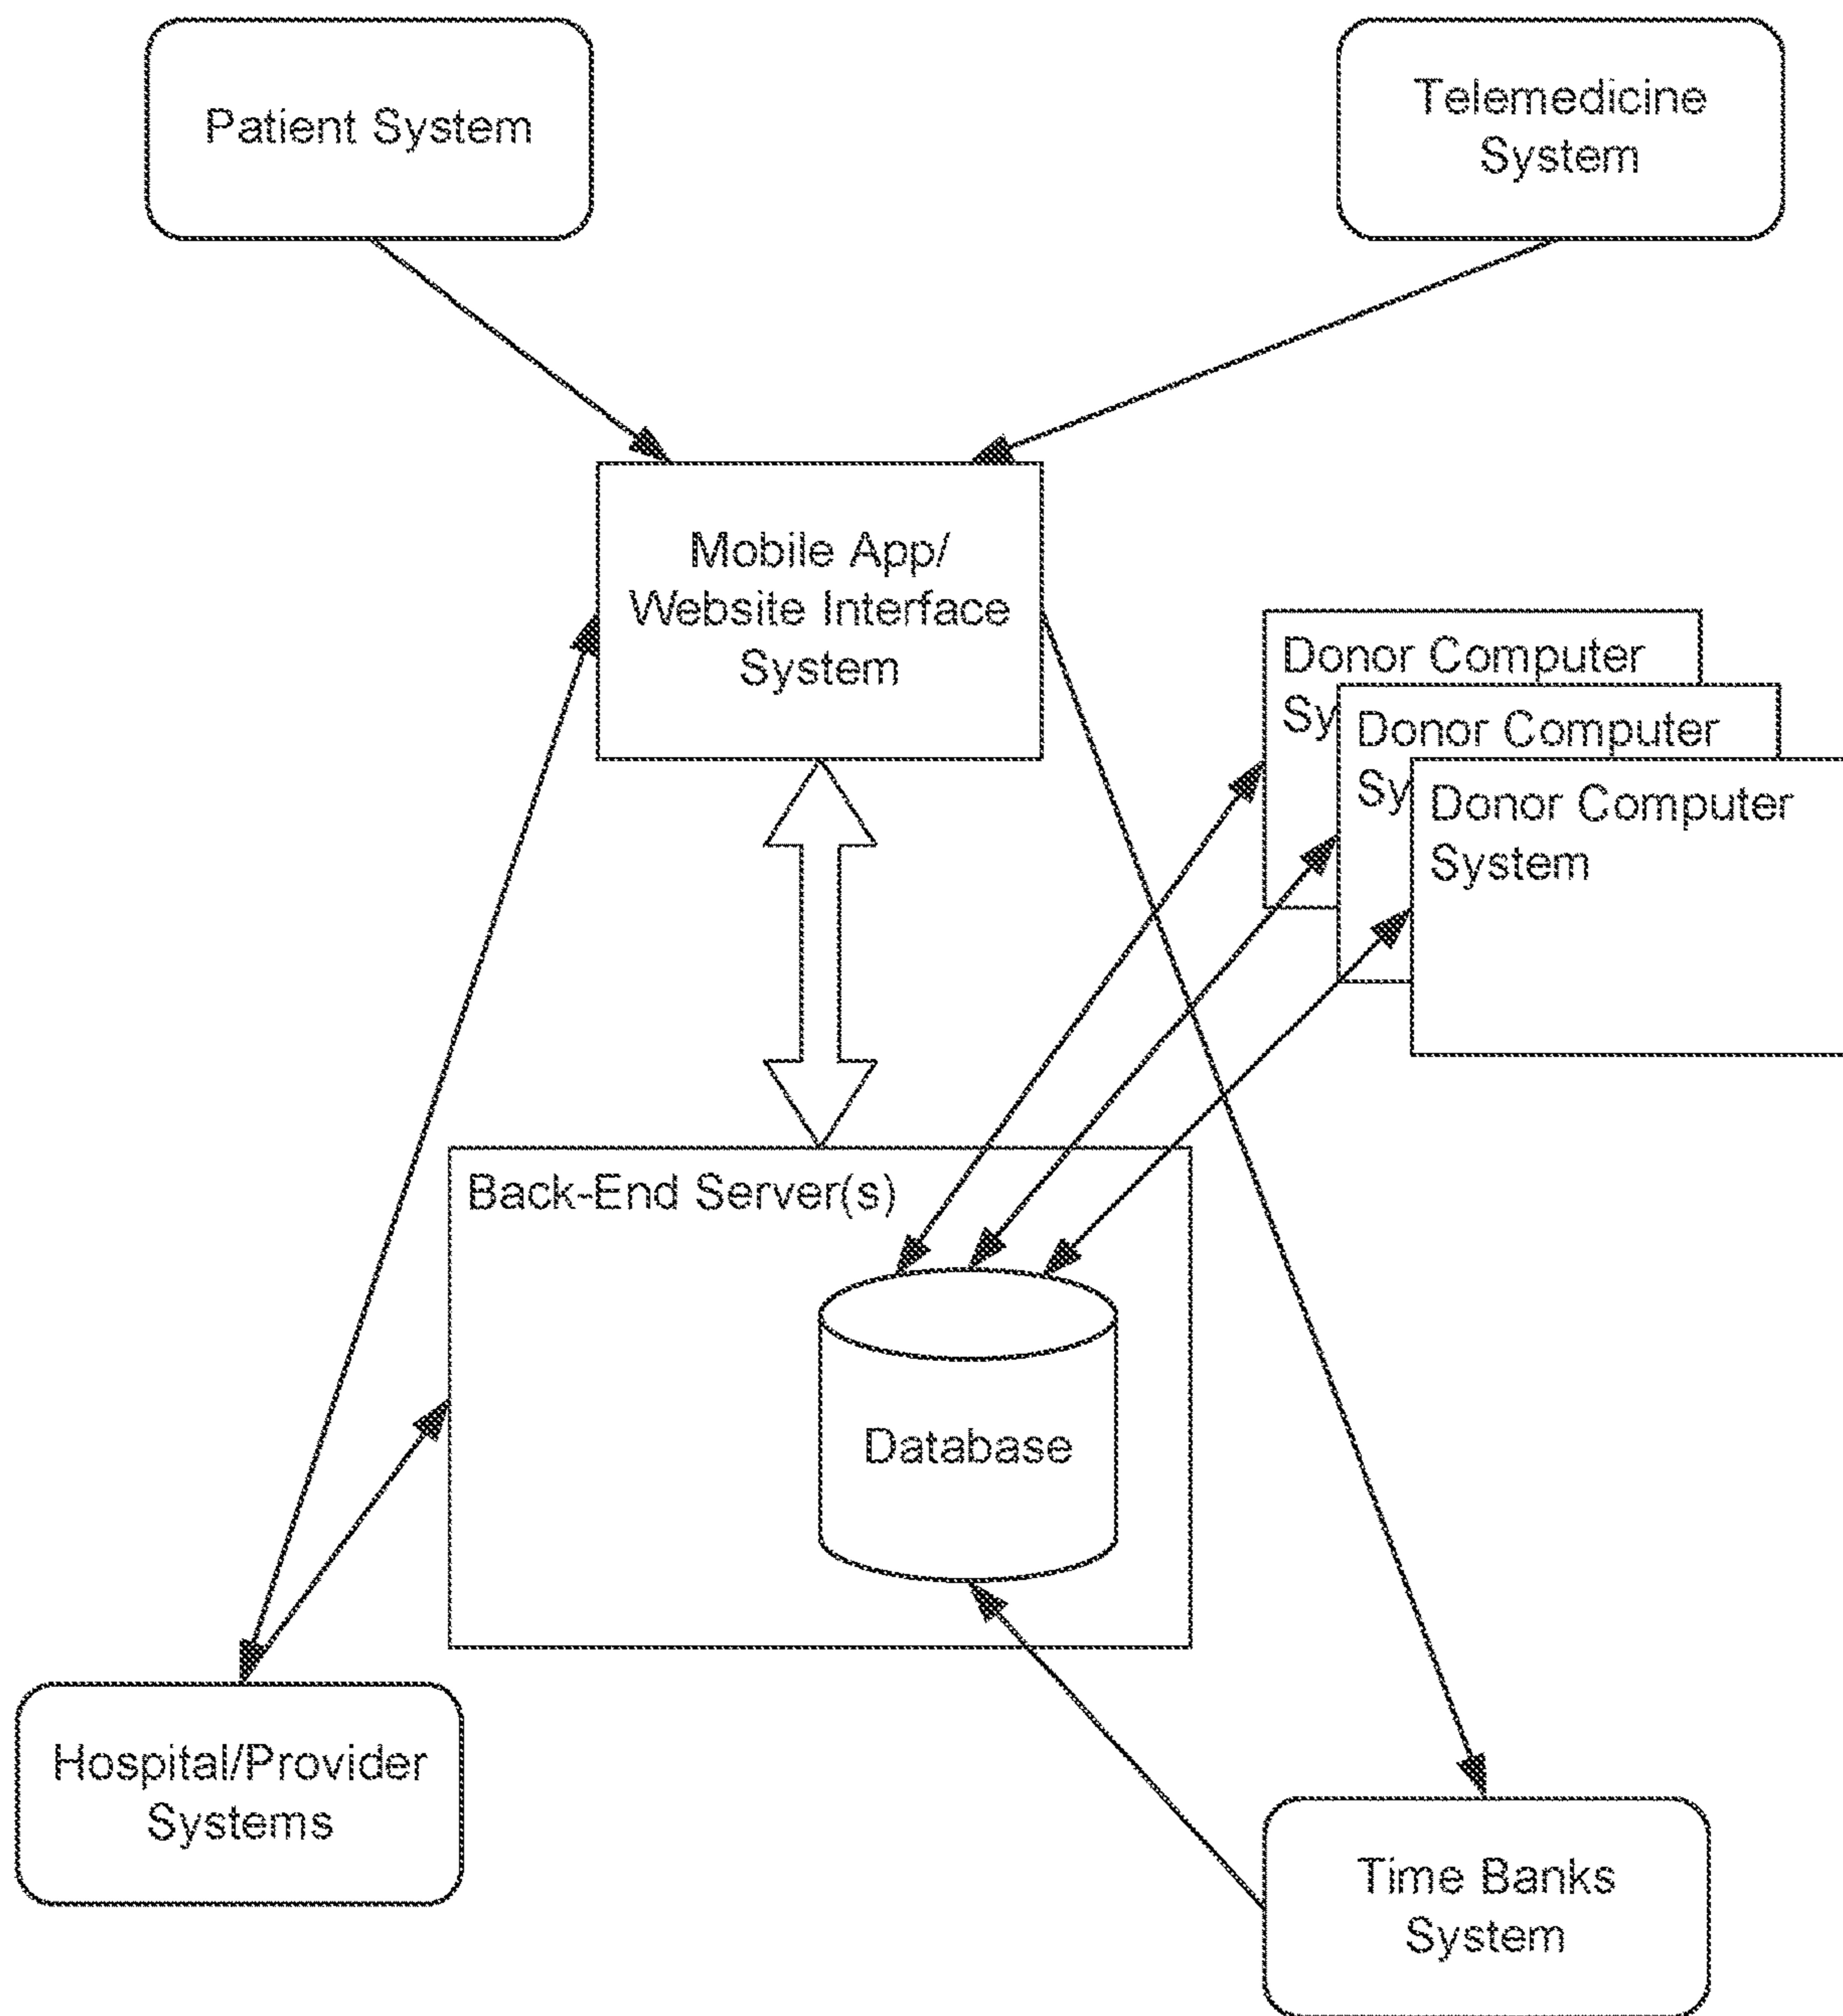 Patient System
Telemedicine
System
Mobile App/
Website Interface
System
Donor Computer
Sy
Donor Computer
Sy
Donor Computer
System
Back-End Server(s)
Database
Hospital/Provider
Systems
Time Banks
System